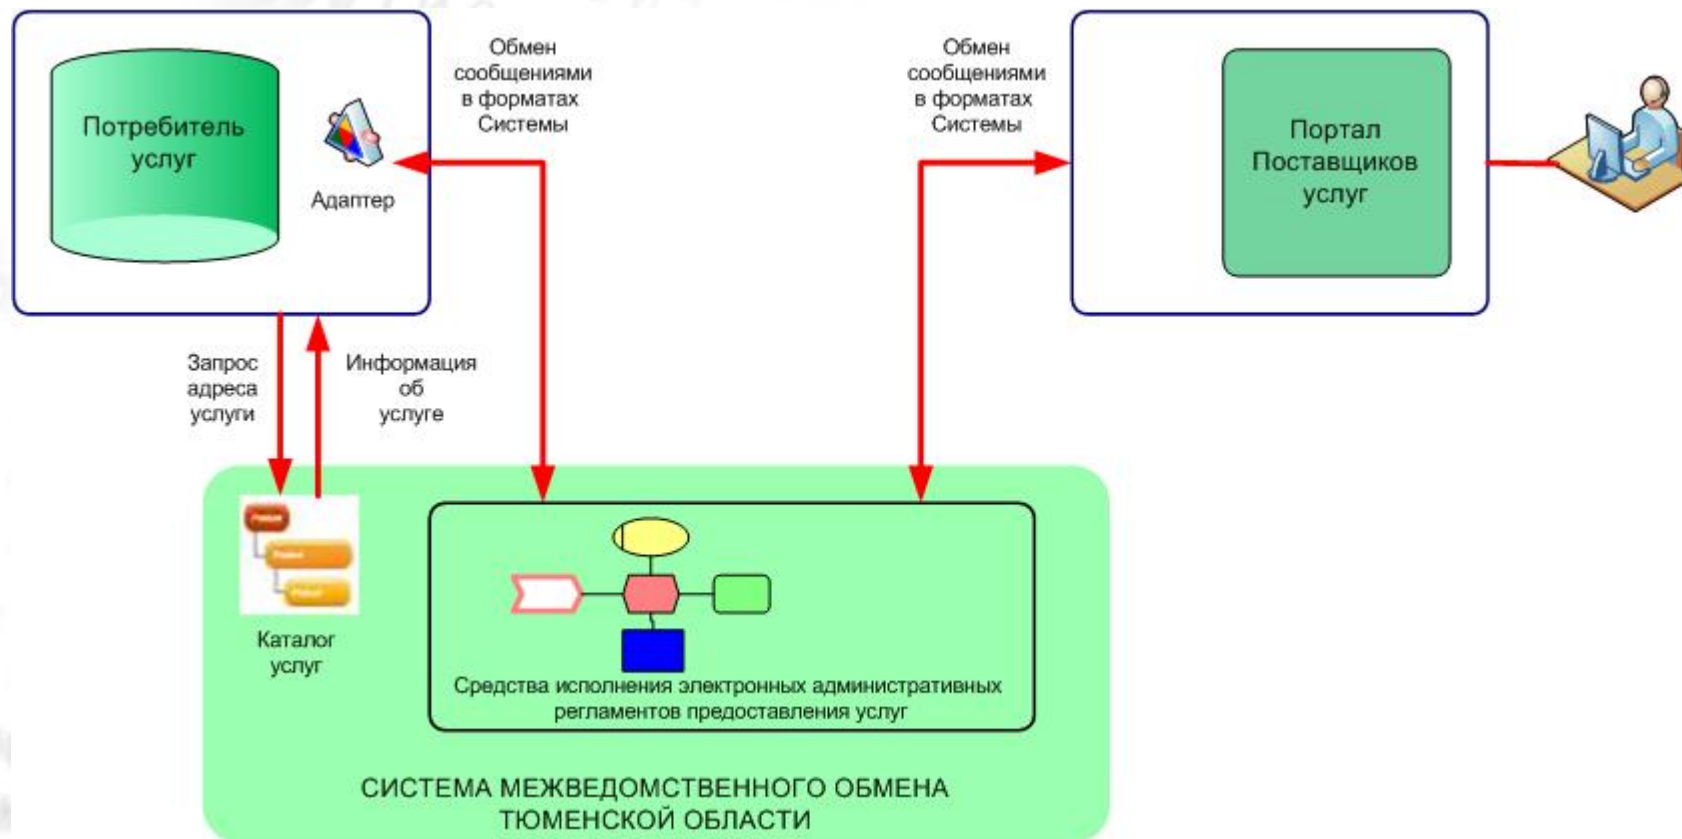 Потребитель
услуг
Адаптер
Обмен
сообщениями
в форматах
Системы
Обмен
сообщениями
в форматах
Системы
Портал
Поставщиков
услуг
Запрос
адреса
услуги
Информация
об
услуге
Каталог
услуг
Средства исполнения электронных административных
регламентов предоставления услуг
СИСТЕМА МЕЖВЕДОМСТВЕННОГО ОБМЕНА
ТЮМЕНСКОЙ ОБЛАСТИ